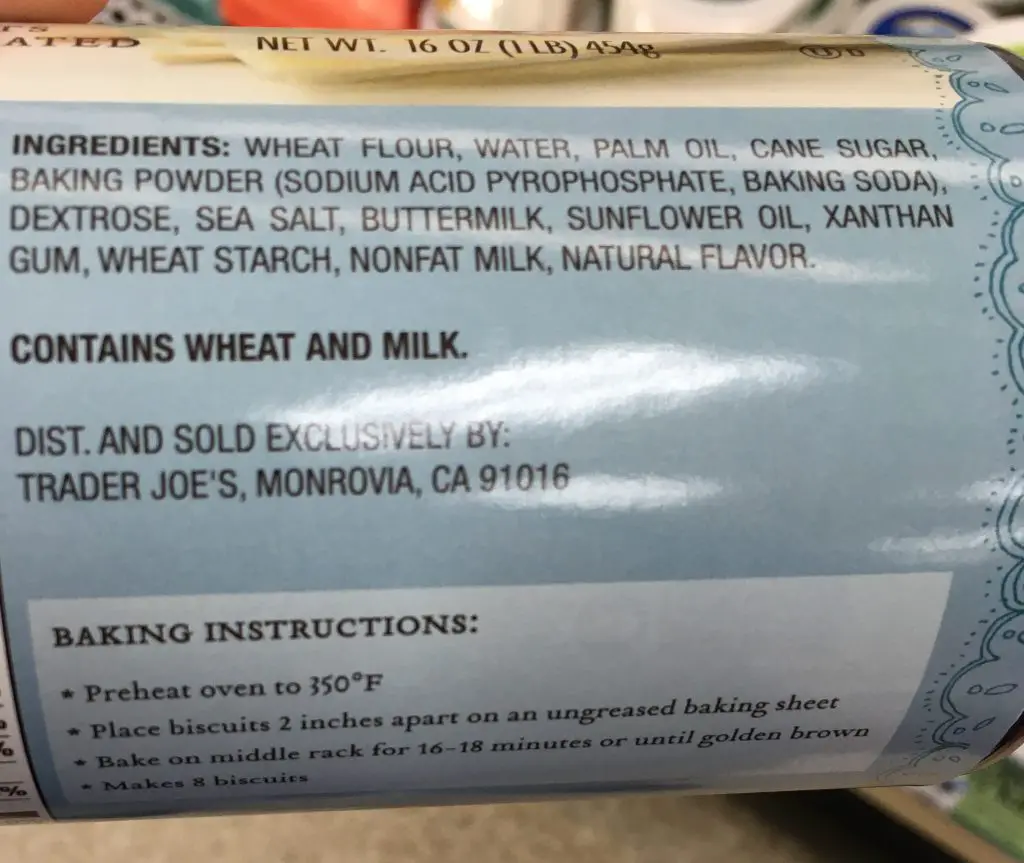 ATED
NET WT. 16 OZ (1 LB) 454g
U D
INGREDIENTS: WHEAT FLOUR, WATER, PALM OIL, CANE SUGAR,
BAKING POWDER (SODIUM ACID PYROPHOSPHATE, BAKING SODA),
DEXTROSE, SEA SALT, BUTTERMILK, SUNFLOWER OIL, XANTHAN
GUM, WHEAT STARCH, NONFAT MILK, NATURAL FLAVOR.
CONTAINS WHEAT AND MILK.
DIST. AND SOLD EXCLUSIVELY BY:
TRADER JOE'S, MONROVIA, CA 91016
BAKING INSTRUCTIONS:
* Preheat oven to 350°F
* Place biscuits 2 inches apart on an ungreased baking sheet
* Bake on middle rack for 16-18 minutes or until golden brown
* Makes 8 biscuits
%
%